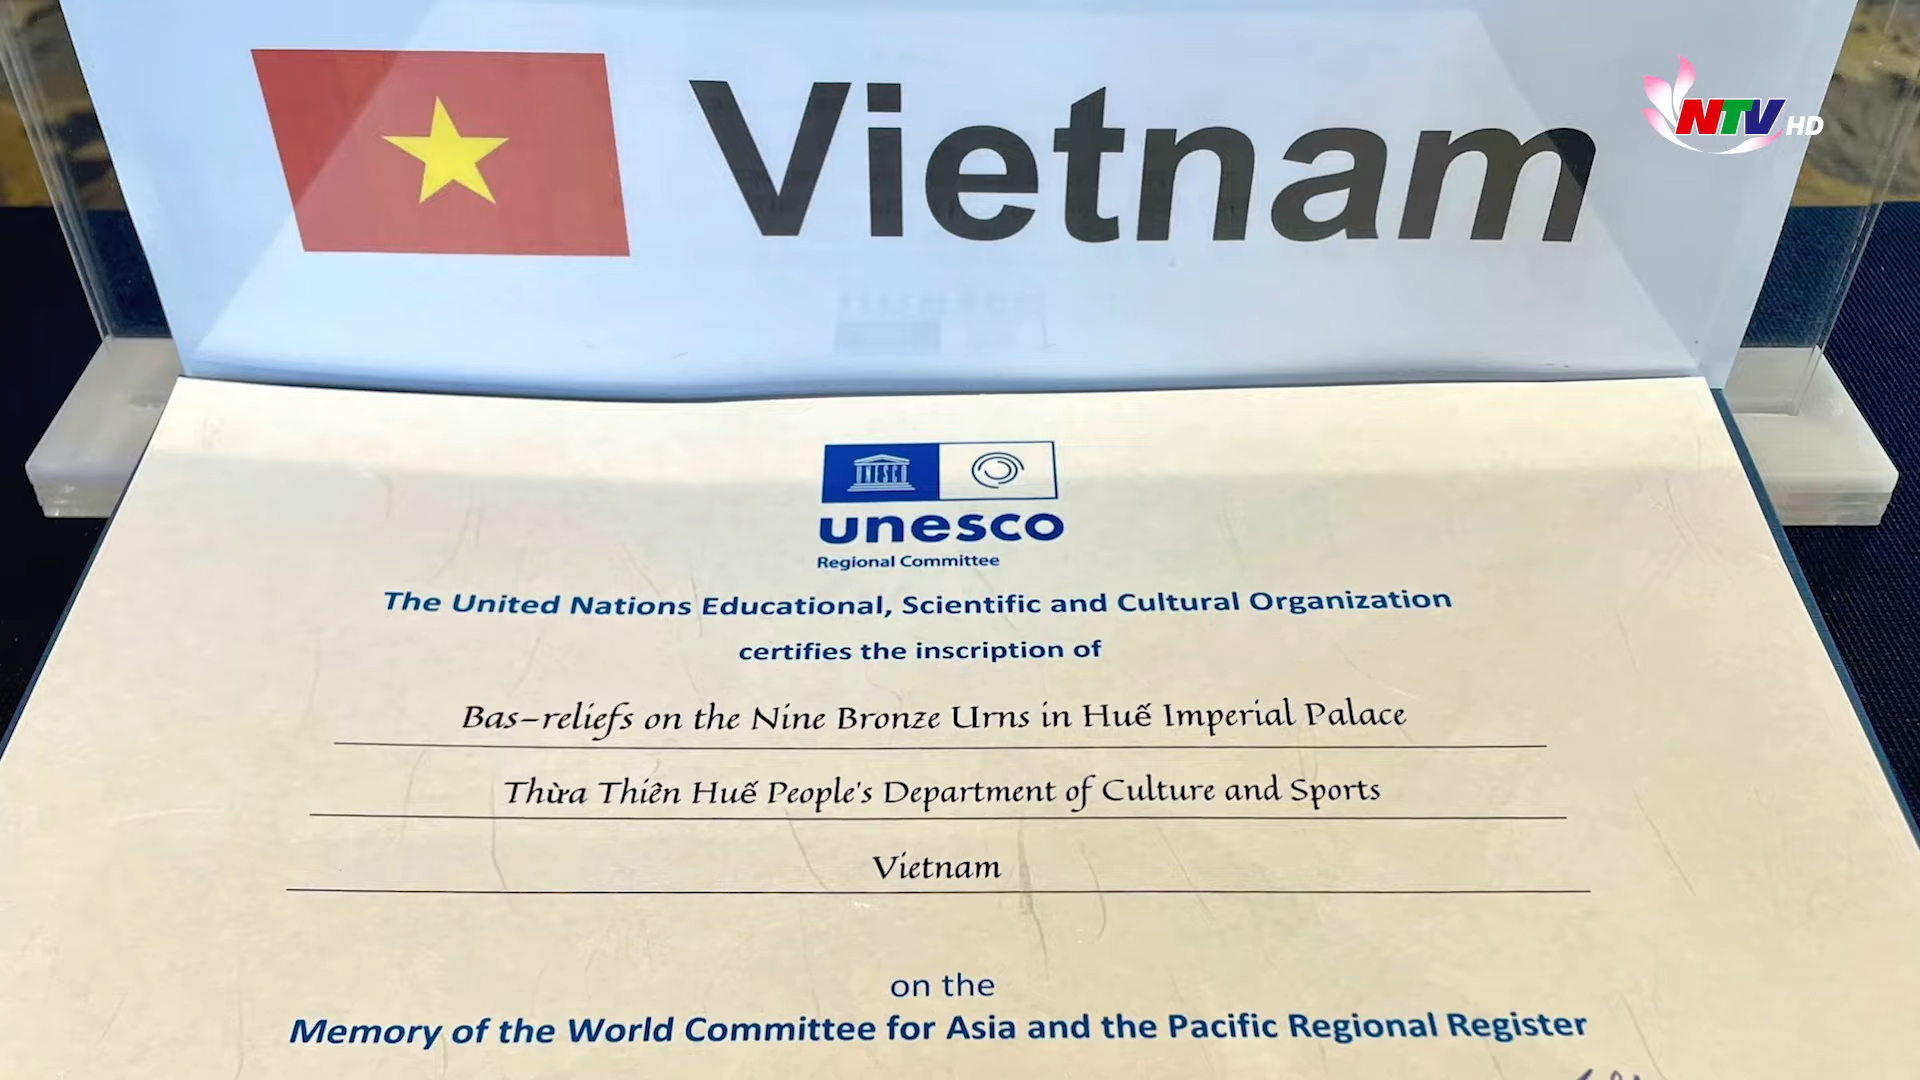 Vietnam
NTV HD
UNESCO
unesco
Regional Committee
The United Nations Educational, Scientific and Cultural Organization
certifies the inscription of
Bas-reliefs on the Nine Bronze Urns in Huế Imperial Palace
Thừa Thiên Huế People's Department of Culture and Sports
Vietnam
on the
Memory of the World Committee for Asia and the Pacific Regional Register